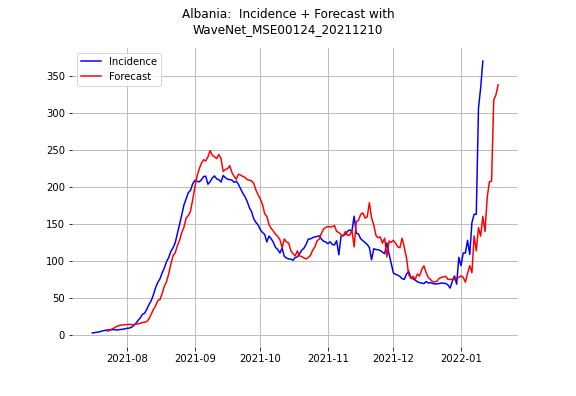 Albania:  Incidence + Forecast with
WaveNet_MSE00124_20211210
Incidence
Forecast
350
300
250
200
150
100
50
0
2021-08 2021-09 2021-10 2021-11 2021-12 2022-01